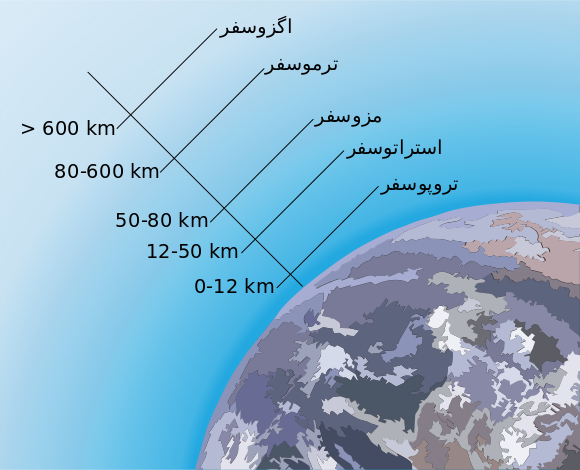 اگزوسفر
ترموسفر
مزوسفر
استراتوسفر
تروپوسفر
> 600 km
80-600 km
50-80 km
12-50 km
0-12 km